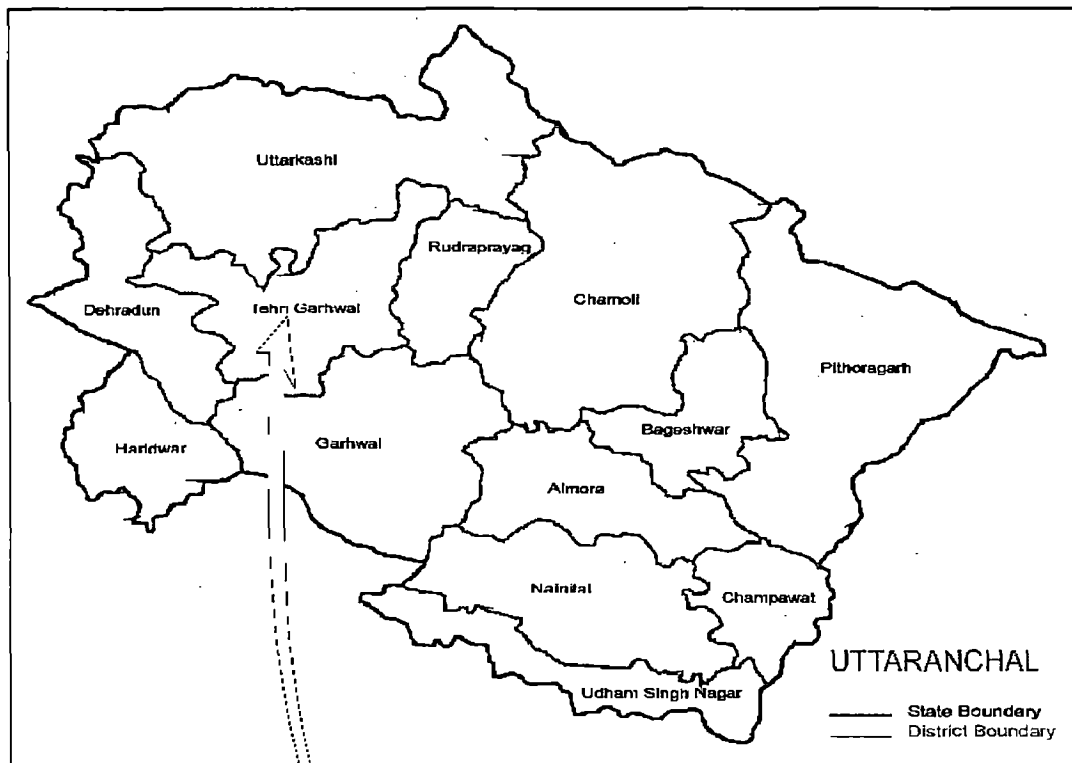 Uttarkashi
Rudraprayag
Chamoli
Dehradun
Tehri Garhwal
Pithoragarh
Haridwar
Garhwal
Bageshwar
Almora
Nainital
Champawat
UTTARANCHAL
Udham Singh Nagar
State Boundary
District Boundary